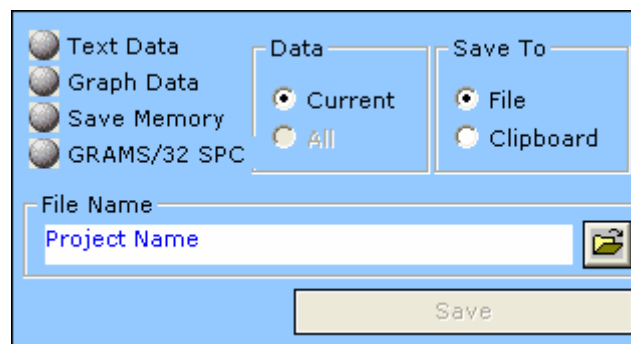 Text Data
Graph Data
Save Memory
GRAMS/32 SPC
Data
Current
All
Save To
File
Clipboard
File Name
Project Name
Save